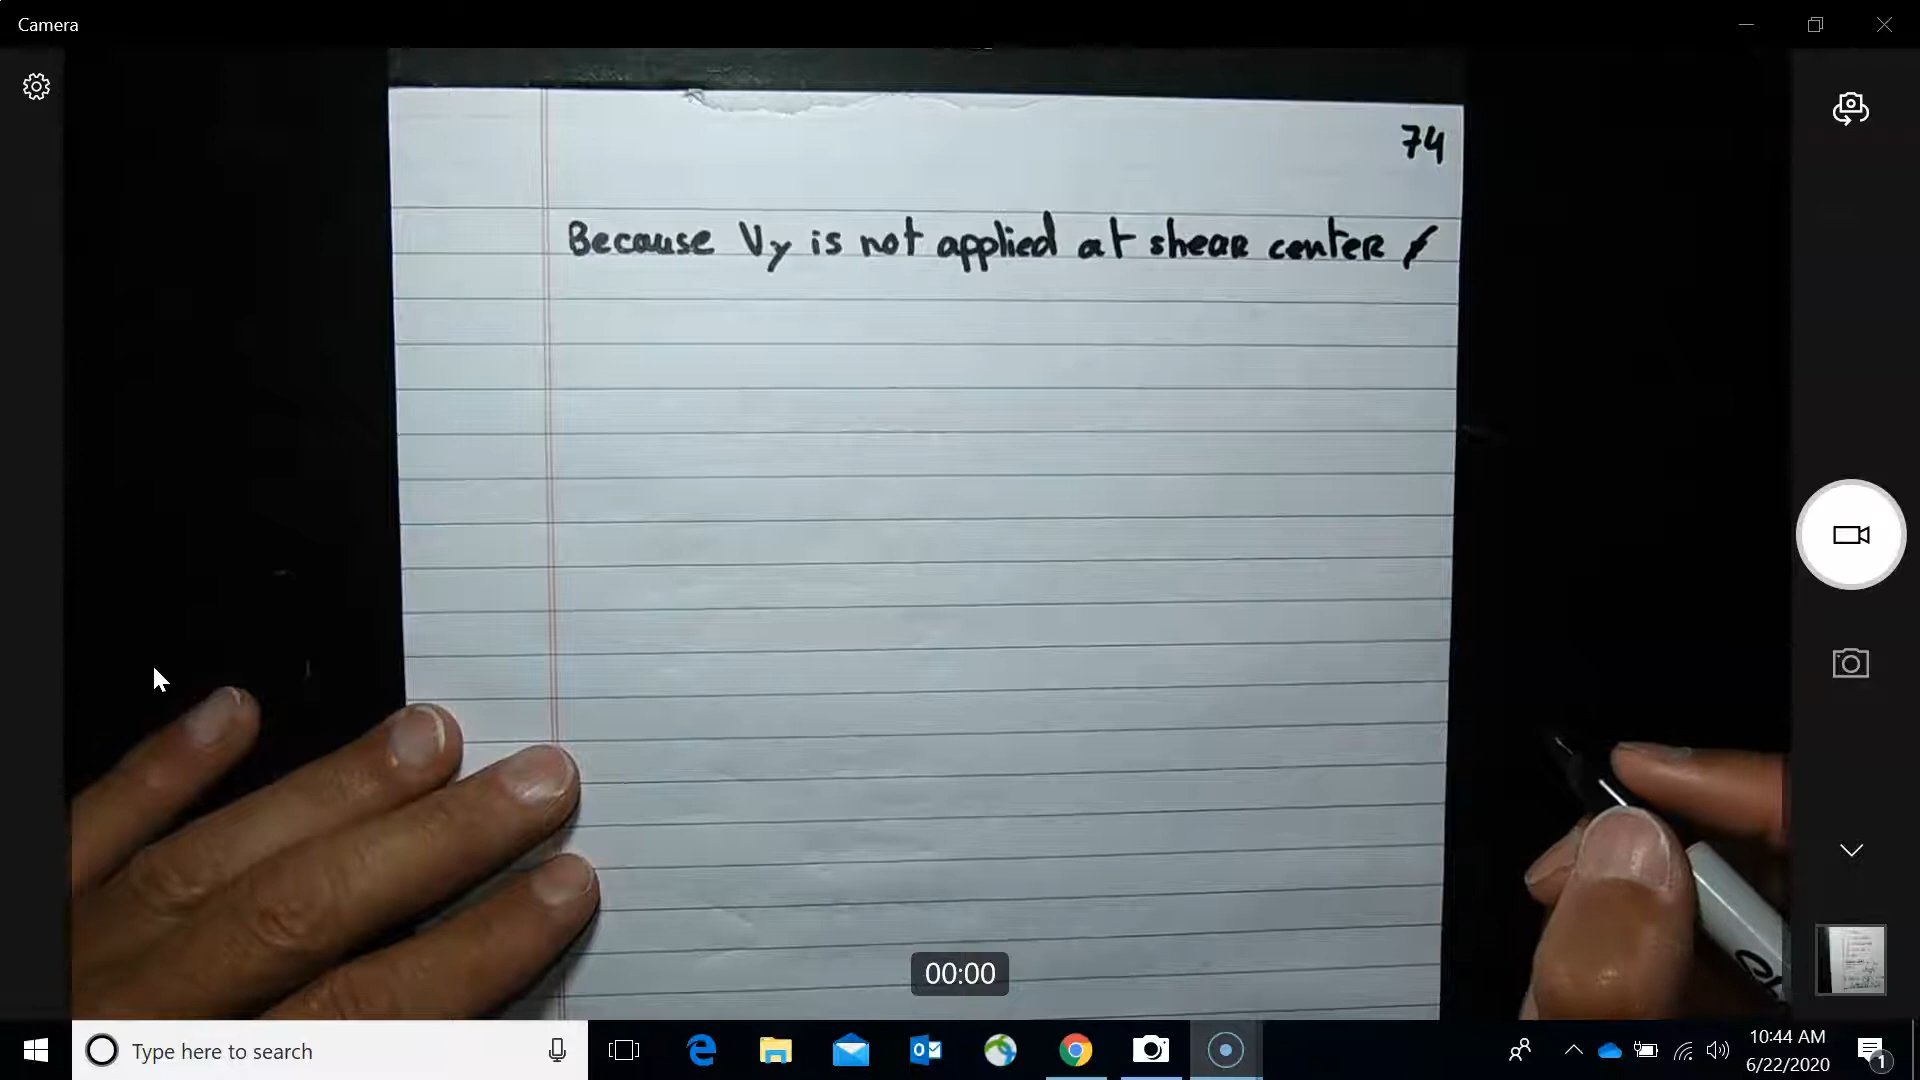 Camera
74
Because Vy is not applied at shear center
00:00
Type here to search
10:44 AM
6/22/2020
1